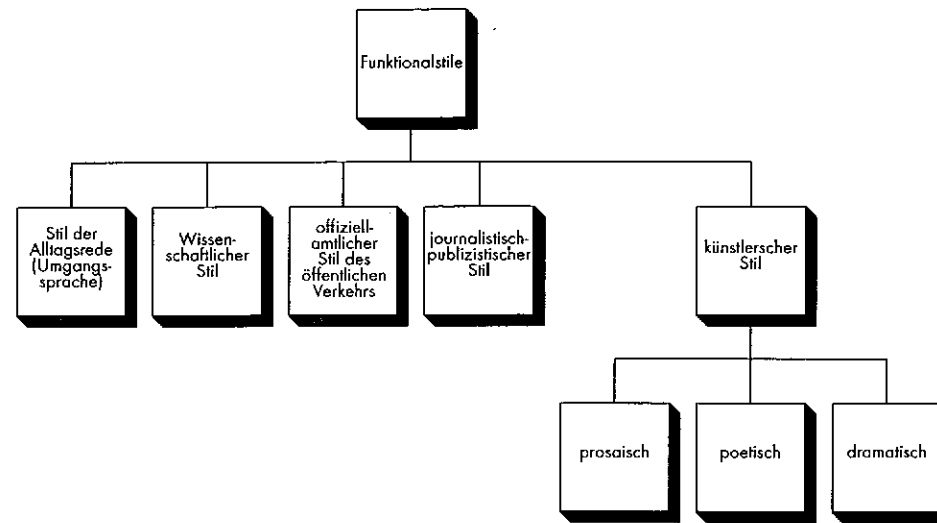 Funktionalstile
Stil der
Alltagsrede
(Umgangs-
sprache)
Wissen-
schaftlicher
Stil
offiziell-
amtlicher
Stil des
öffentlichen
Verkehrs
journalistisch-
publizistischer
Stil
künstlerscher
Stil
prosaisch
poetisch
dramatisch